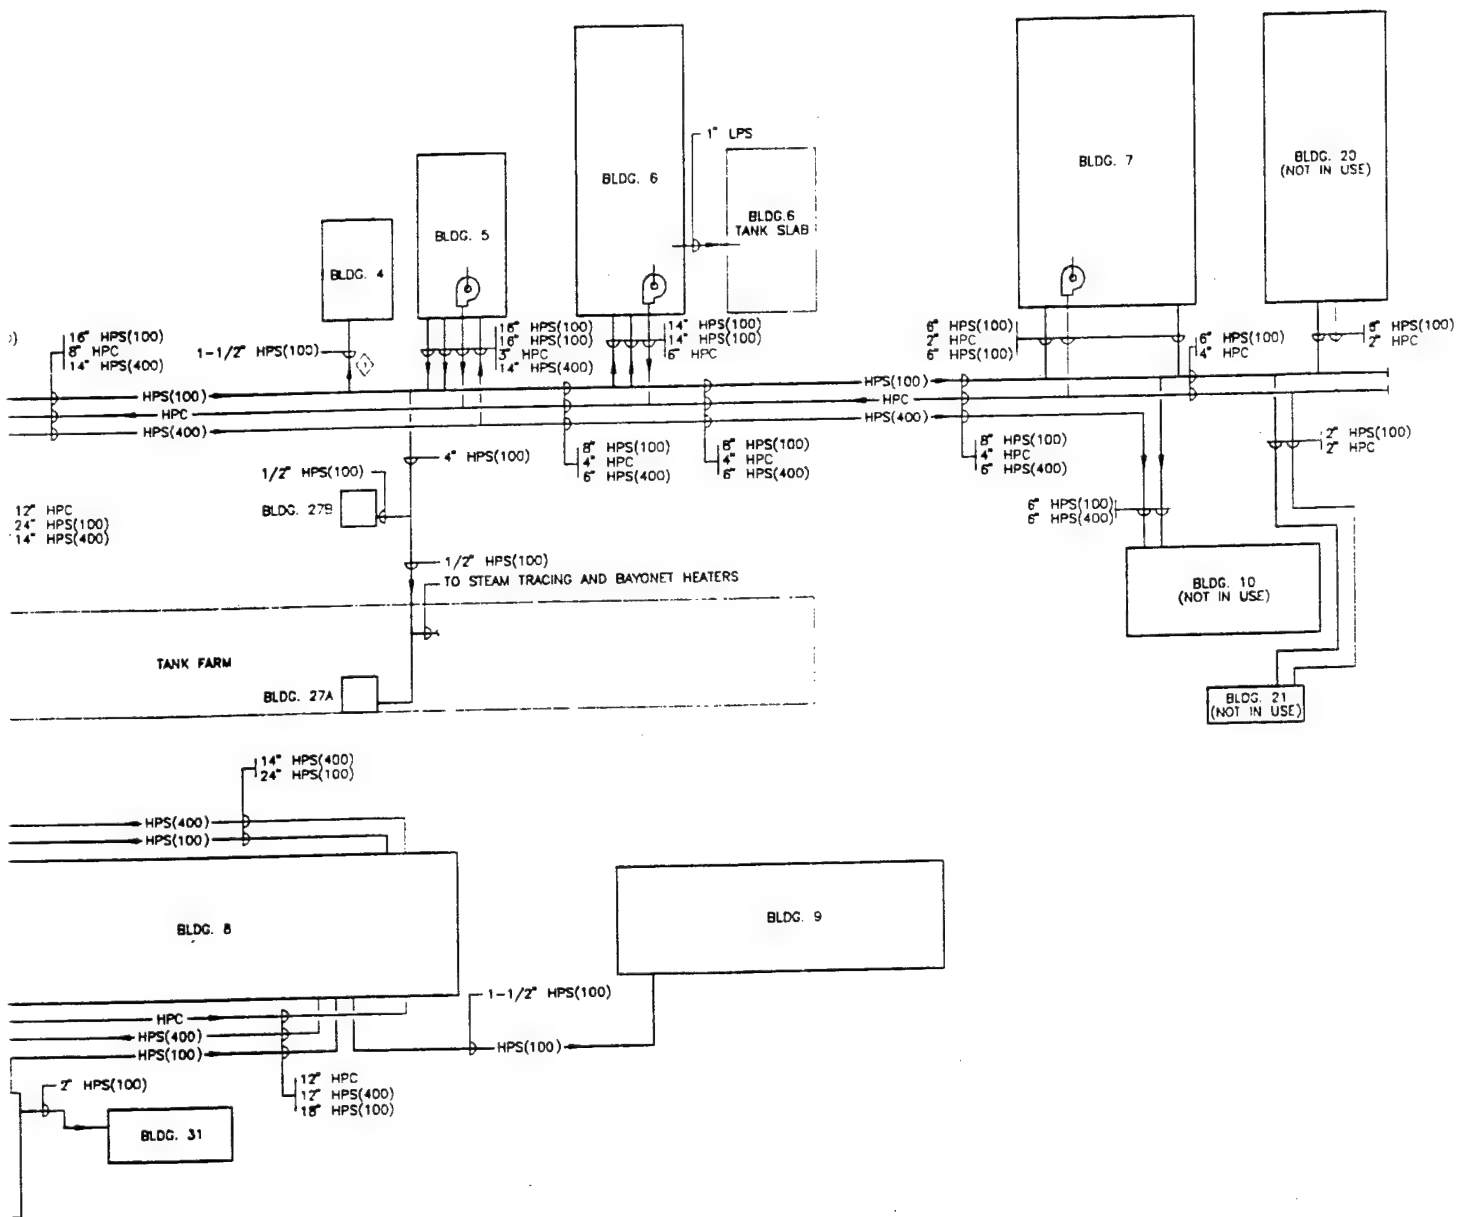 1" LPS
BLDG. 4
BLDG. 5
BLDG. 6
BLDG.6
TANK SLAB
BLDG. 7
BLDG. 20
(NOT IN USE)
16" HPS(100)
8" HPC
14" HPS(400)
1-1/2" HPS(100)
16" HPS(100)
16" HPS(100)
3" HPC
14" HPS(400)
14" HPS(100)
14" HPS(100)
6" HPC
6" HPS(100)
2" HPC
6" HPS(100)
6" HPS(100)
4" HPC
2" HPC
HPS(100)
HPC
HPS(400)
HPS(100)
HPC
HPS(400)
4" HPS(100)
8" HPS(100)
4" HPC
6" HPS(400)
8" HPS(100)
4" HPC
6" HPS(400)
8" HPS(100)
4" HPC
6" HPS(400)
2" HPS(100)
2" HPC
1/2" HPS(100)
BLDG. 27B
12" HPC
24" HPS(100)
14" HPS(400)
6" HPS(100)
6" HPS(400)
1/2" HPS(100)
TO STEAM TRACING AND BAYONET HEATERS
BLDG. 10
(NOT IN USE)
TANK FARM
BLDG. 27A
BLDG. 21
(NOT IN USE)
14" HPS(400)
24" HPS(100)
HPS(400)
HPS(100)
BLDG. 8
BLDG. 9
1-1/2" HPS(100)
HPC
HPS(400)
HPS(100)
HPS(100)
2" HPS(100)
12" HPC
12" HPS(400)
18" HPS(100)
BLDG. 31